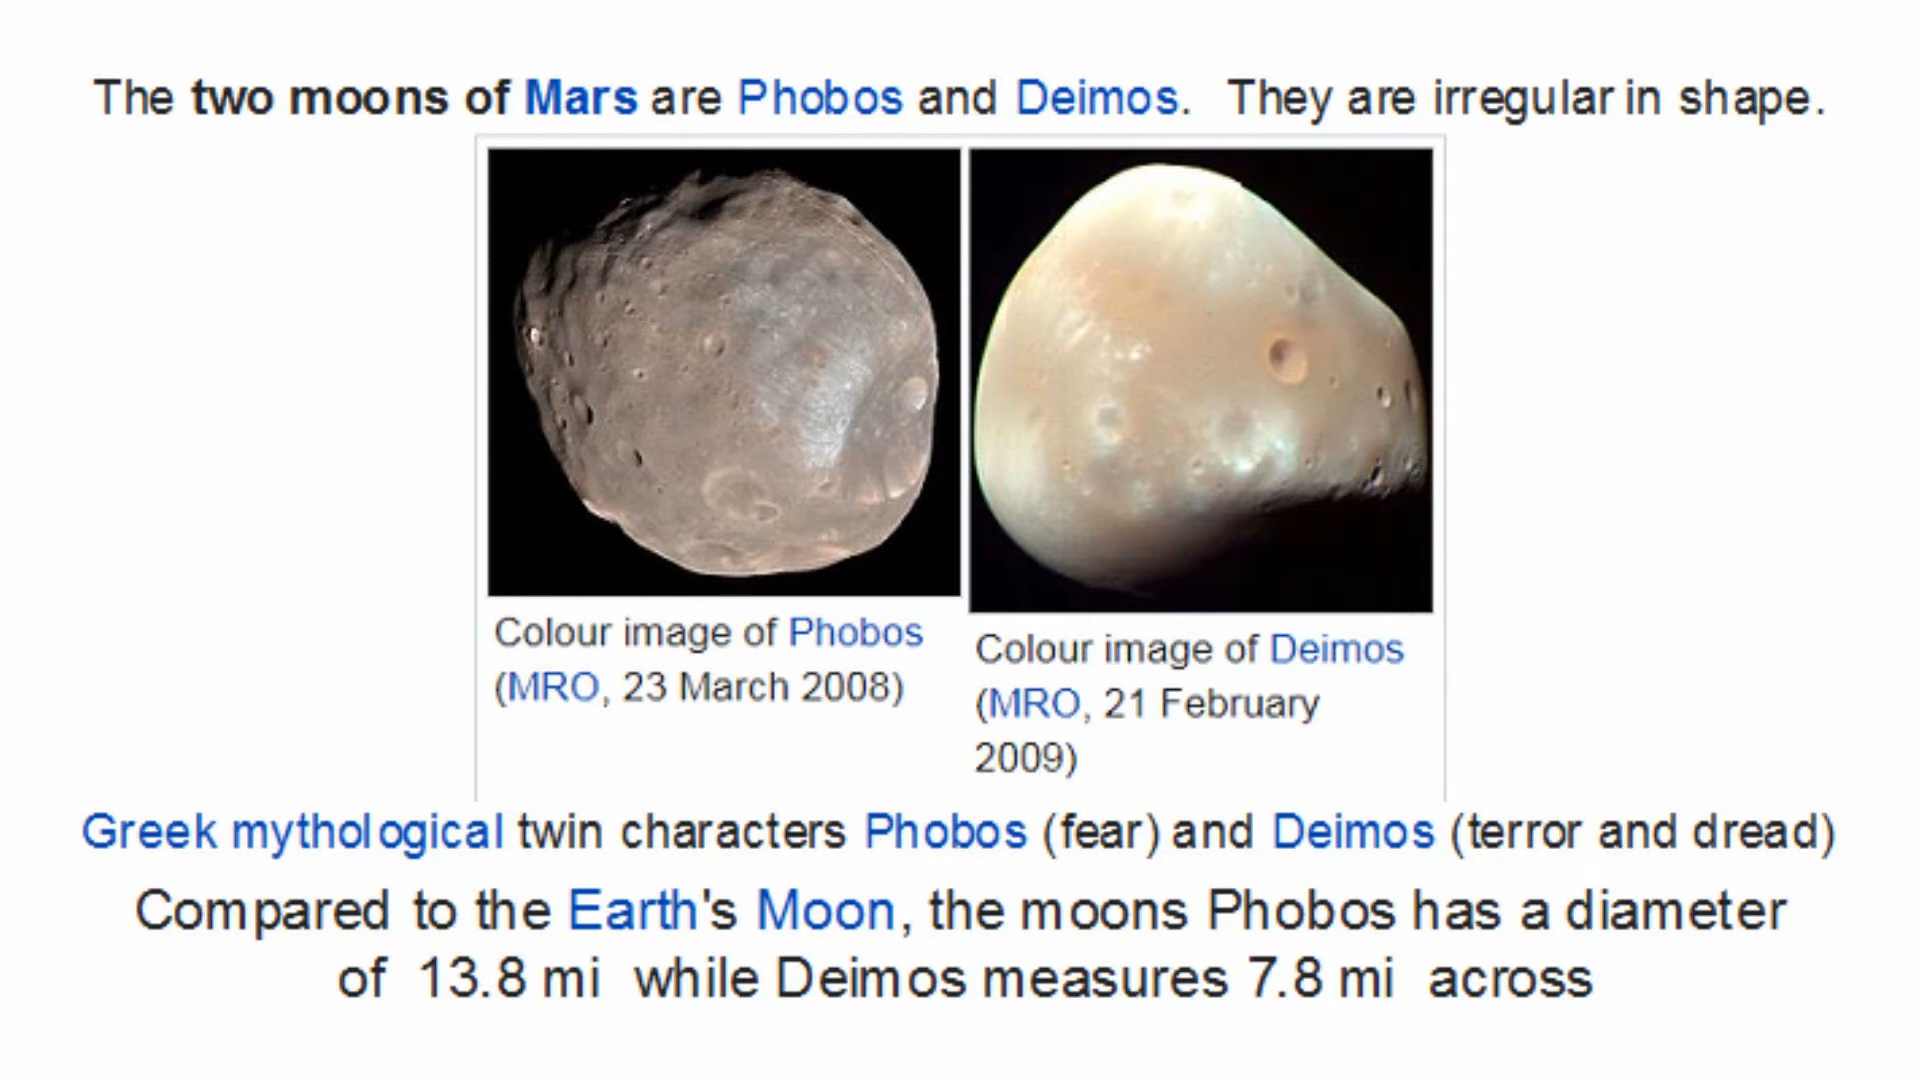 The two moons of Mars are Phobos and Deimos. They are irregular in shape.
Colour image of Phobos
(MRO, 23 March 2008)
Colour image of Deimos
(MRO, 21 February
2009)
Greek mythological twin characters Phobos (fear) and Deimos (terror and dread)
Compared to the Earth's Moon, the moons Phobos has a diameter
of 13.8 mi while Deimos measures 7.8 mi across